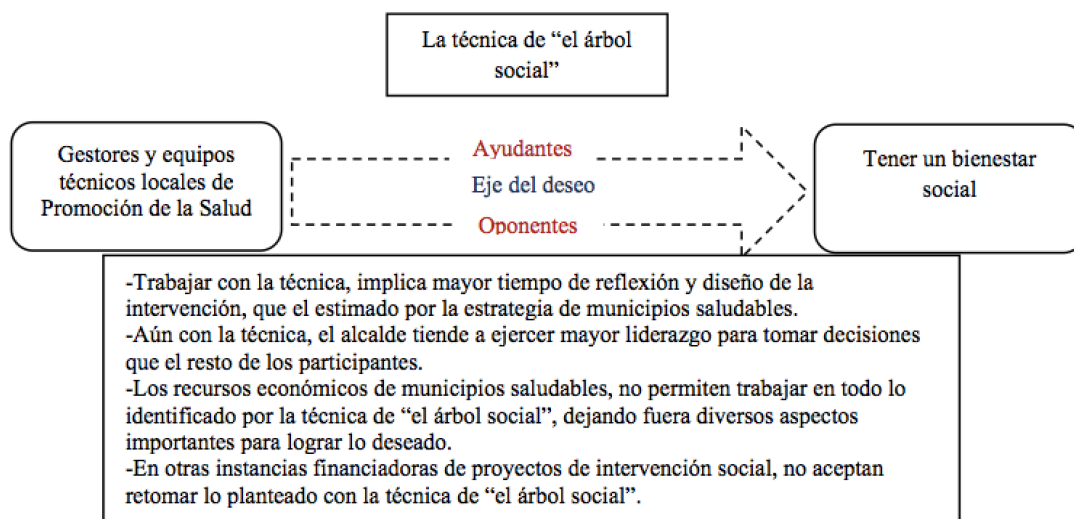 La técnica de “el árbol
social”
Gestores y equipos
técnicos locales de
Promoción de la Salud
Ayudantes
Eje del deseo
Oponentes
Tener un bienestar
social
-Trabajar con la técnica, implica mayor tiempo de reflexión y diseño de la
intervención, que el estimado por la estrategia de municipios saludables.
-Aún con la técnica, el alcalde tiende a ejercer mayor liderazgo para tomar decisiones
que el resto de los participantes.
-Los recursos económicos de municipios saludables, no permiten trabajar en todo lo
identificado por la técnica de “el árbol social”, dejando fuera diversos aspectos
importantes para lograr lo deseado.
-En otras instancias financiadoras de proyectos de intervención social, no aceptan
retomar lo planteado con la técnica de “el árbol social”.